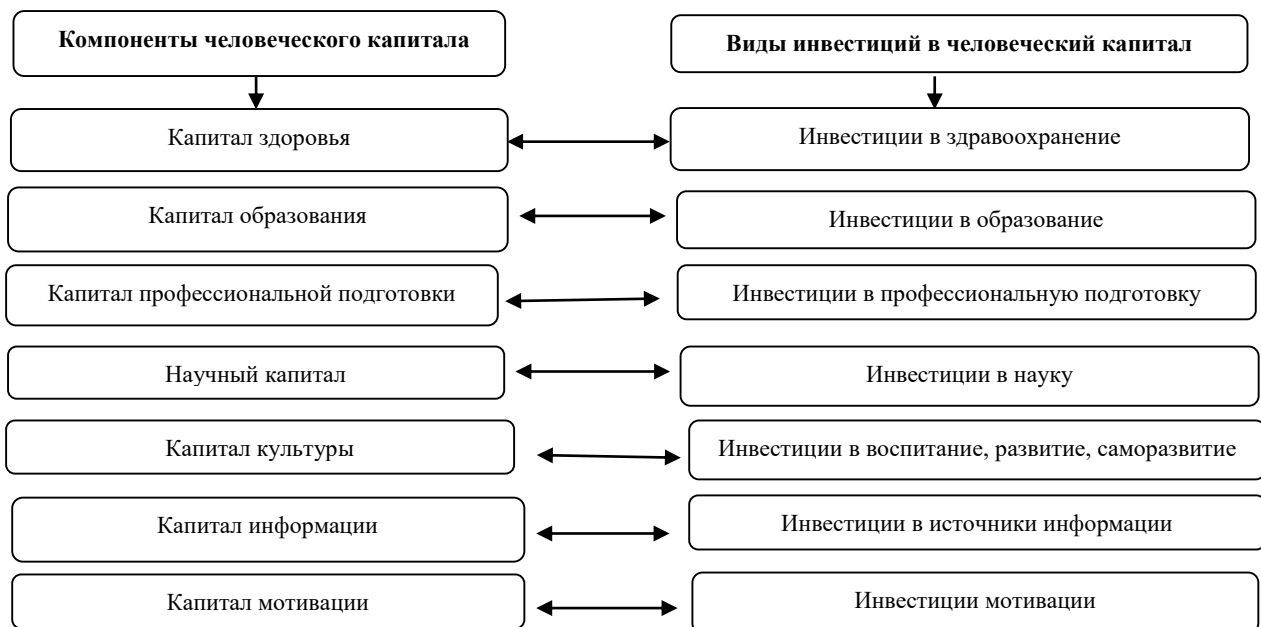 Компоненты человеческого капитала
Виды инвестиций в человеческий капитал
Капитал здоровья
Инвестиции в здравоохранение
Капитал образования
Инвестиции в образование
Капитал профессиональной подготовки
Инвестиции в профессиональную подготовку
Научный капитал
Инвестиции в науку
Капитал культуры
Инвестиции в воспитание, развитие, саморазвитие
Капитал информации
Инвестиции в источники информации
Капитал мотивации
Инвестиции мотивации